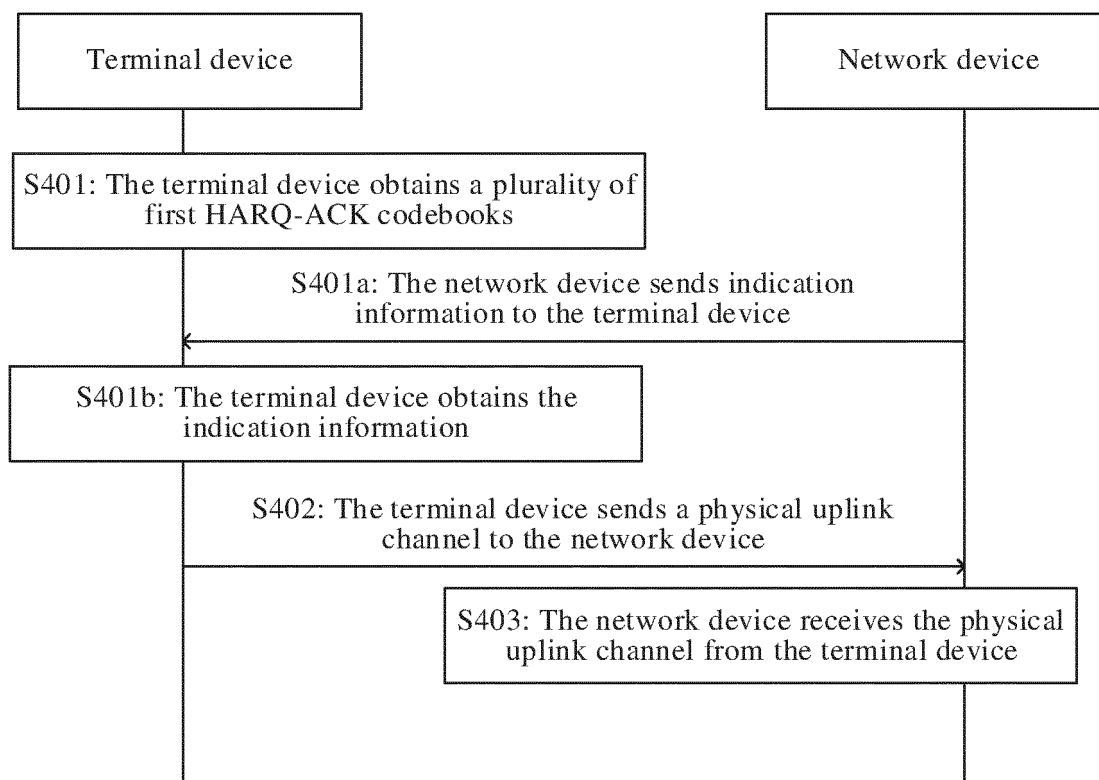 Terminal device
Network device
S401: The terminal device obtains a plurality of
first HARQ-ACK codebooks
S401a: The network device sends indication
information to the terminal device
S401b: The terminal device obtains the
indication information
S402: The terminal device sends a physical uplink
channel to the network device
S403: The network device receives the physical
uplink channel from the terminal device